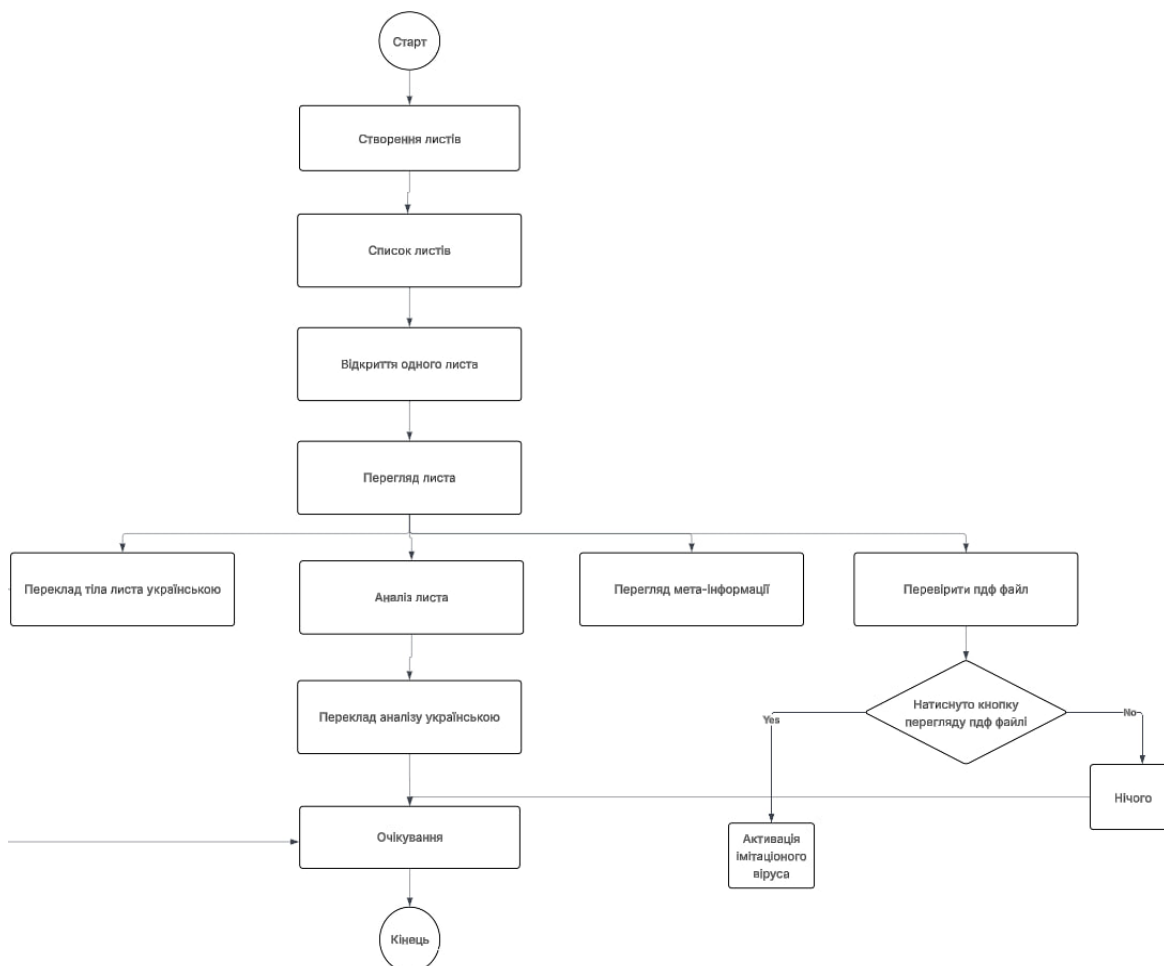 Старт
Створення листів
Список листів
Відкриття одного листа
Перегляд листа
Переклад тіла листа українською
Аналіз листа
Перегляд мета-інформації
Перевірити пдф файл
Переклад аналізу українською
Натиснуто кнопку
перегляду пдф файлі
Yes
No
Нічого
Очікування
Активація
імітаціоного
віруса
Кінець